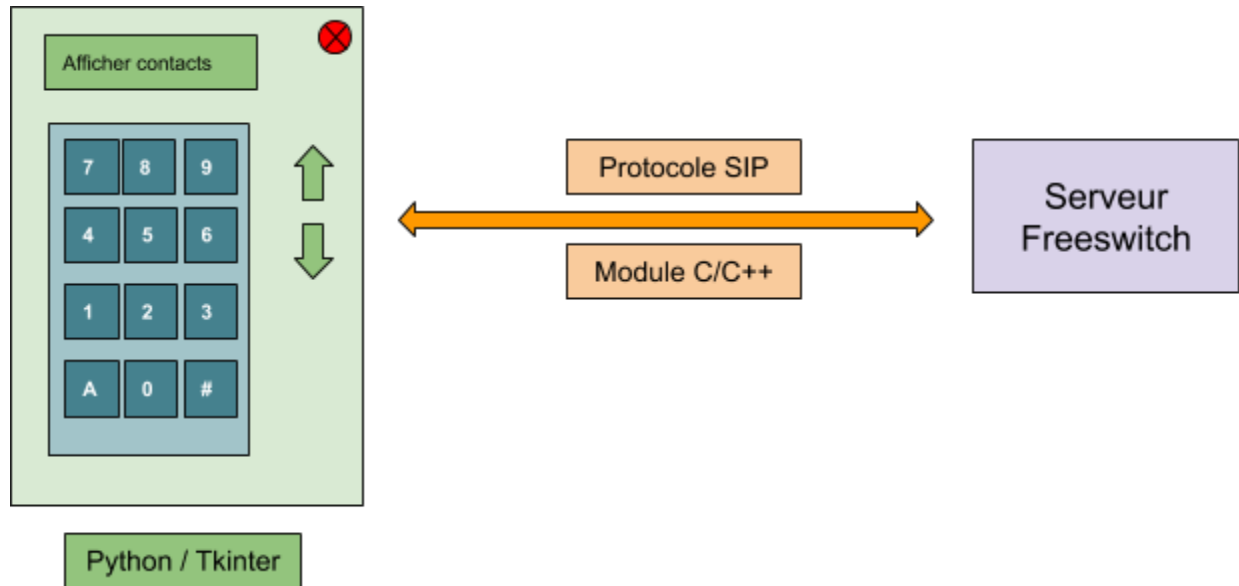 Afficher contacts
7 8 9
4 5 6
1 2 3
A 0 #
Python / Tkinter
Protocole SIP
Module C/C++
Serveur
Freeswitch